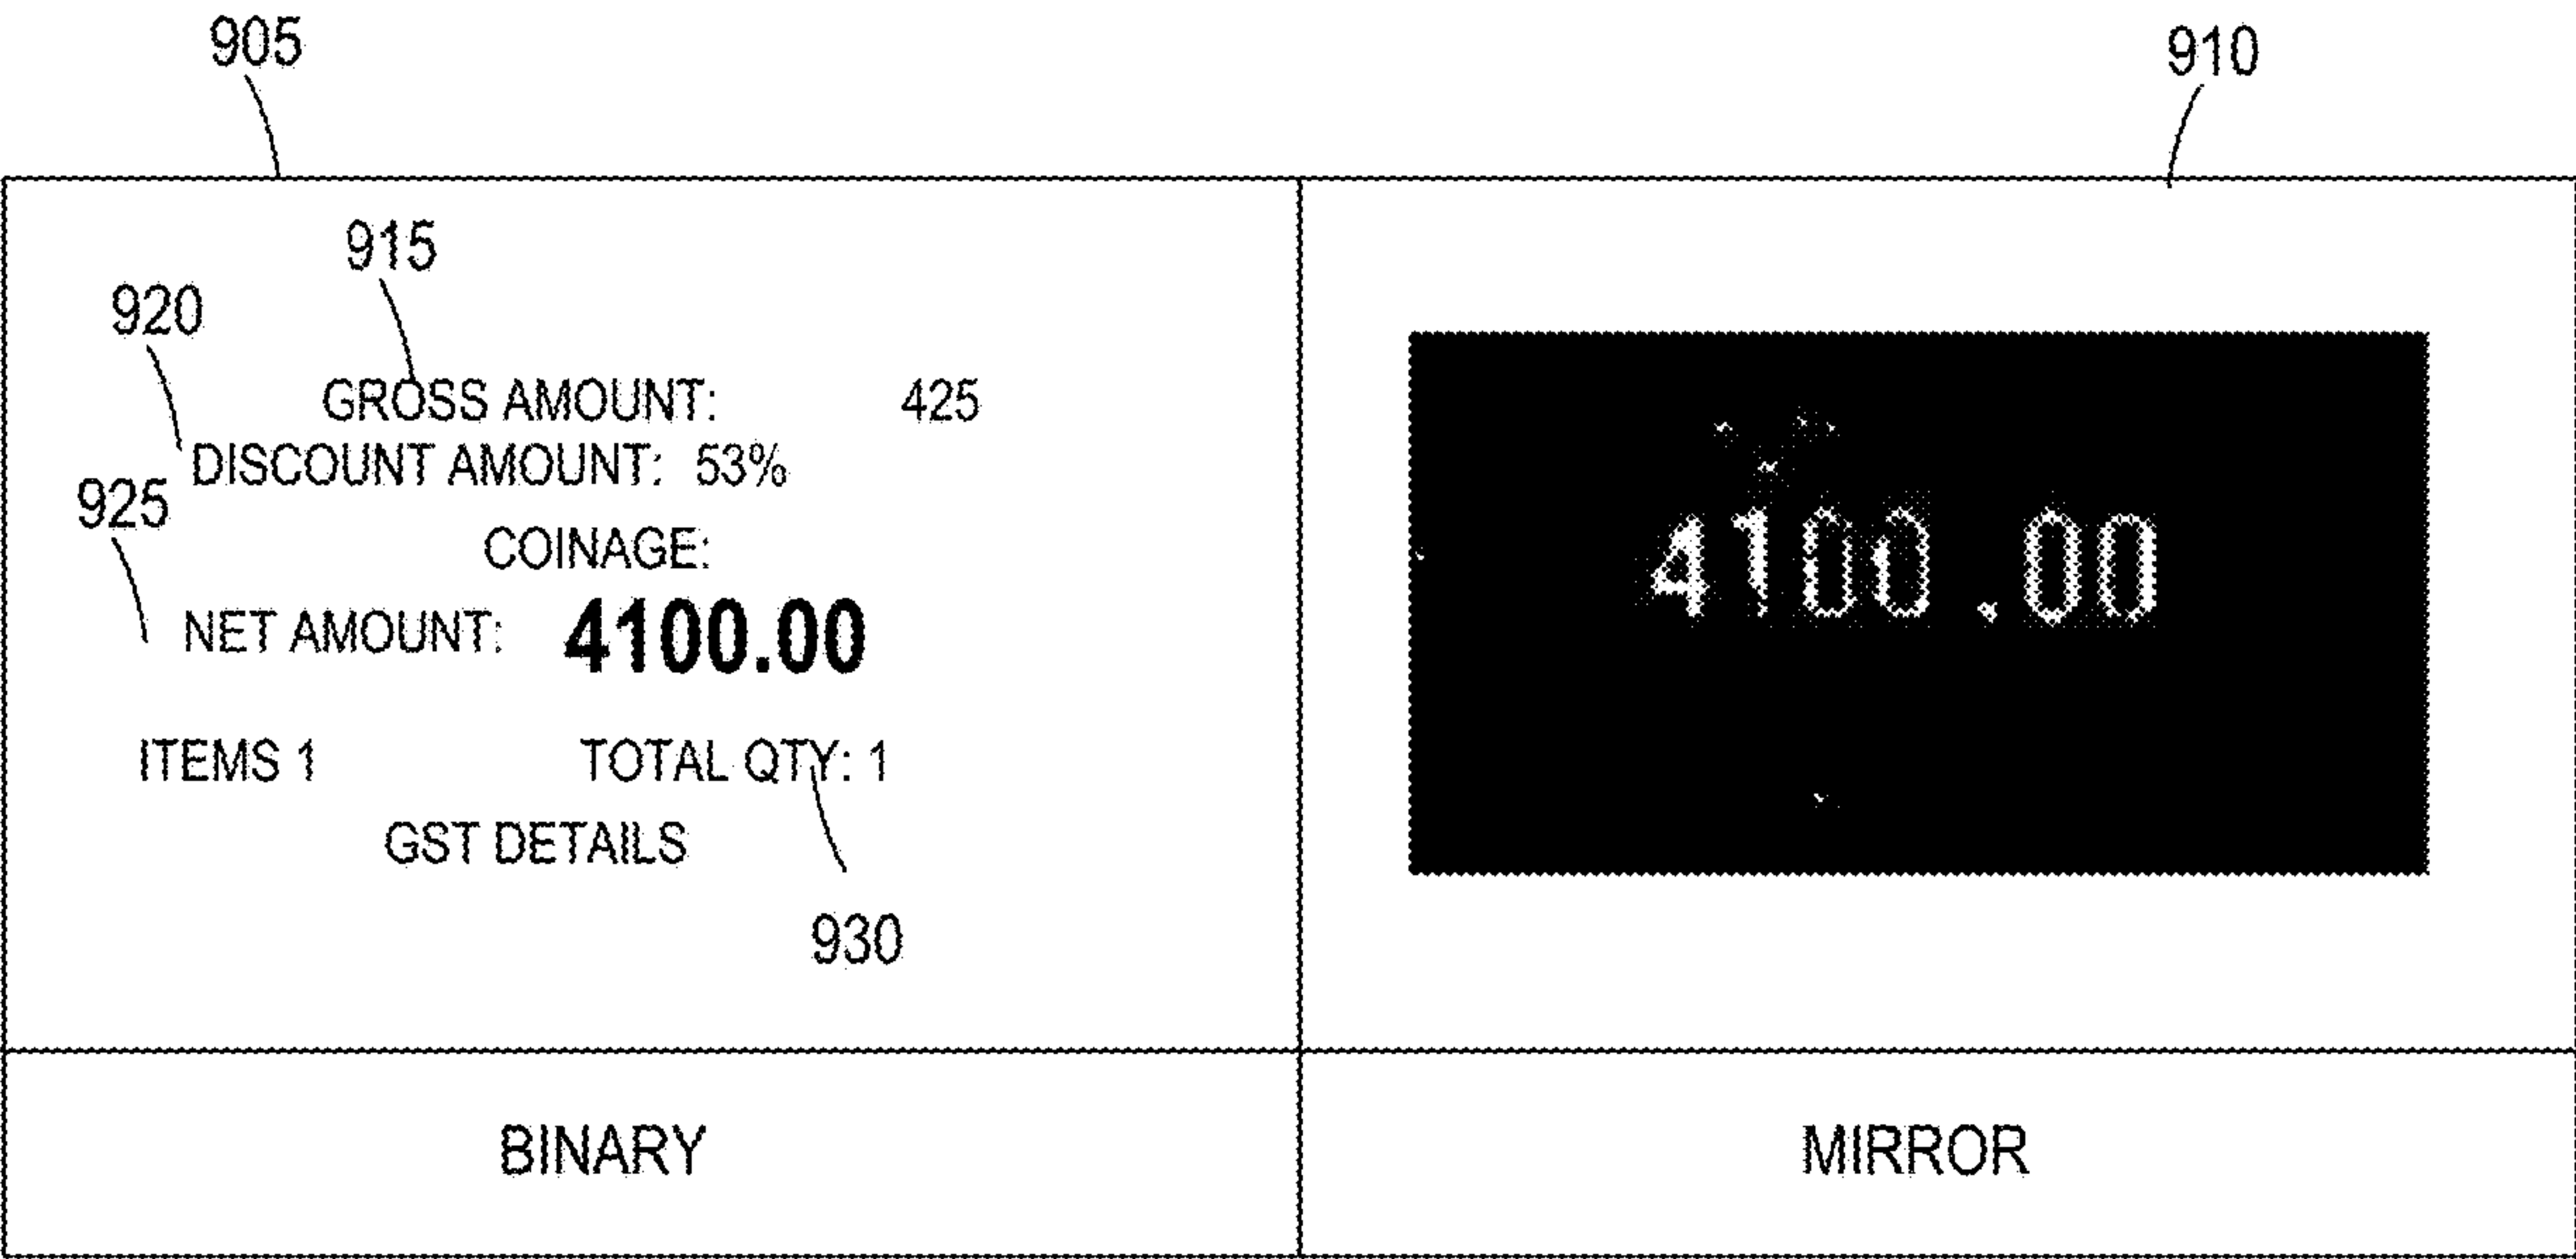 905
910
915
920
GROSS AMOUNT: 425
DISCOUNT AMOUNT: 53%
925
COINAGE:
NET AMOUNT: 4100.00
ITEMS 1 TOTAL QTY: 1
GST DETAILS
930
4100.00
BINARY
MIRROR